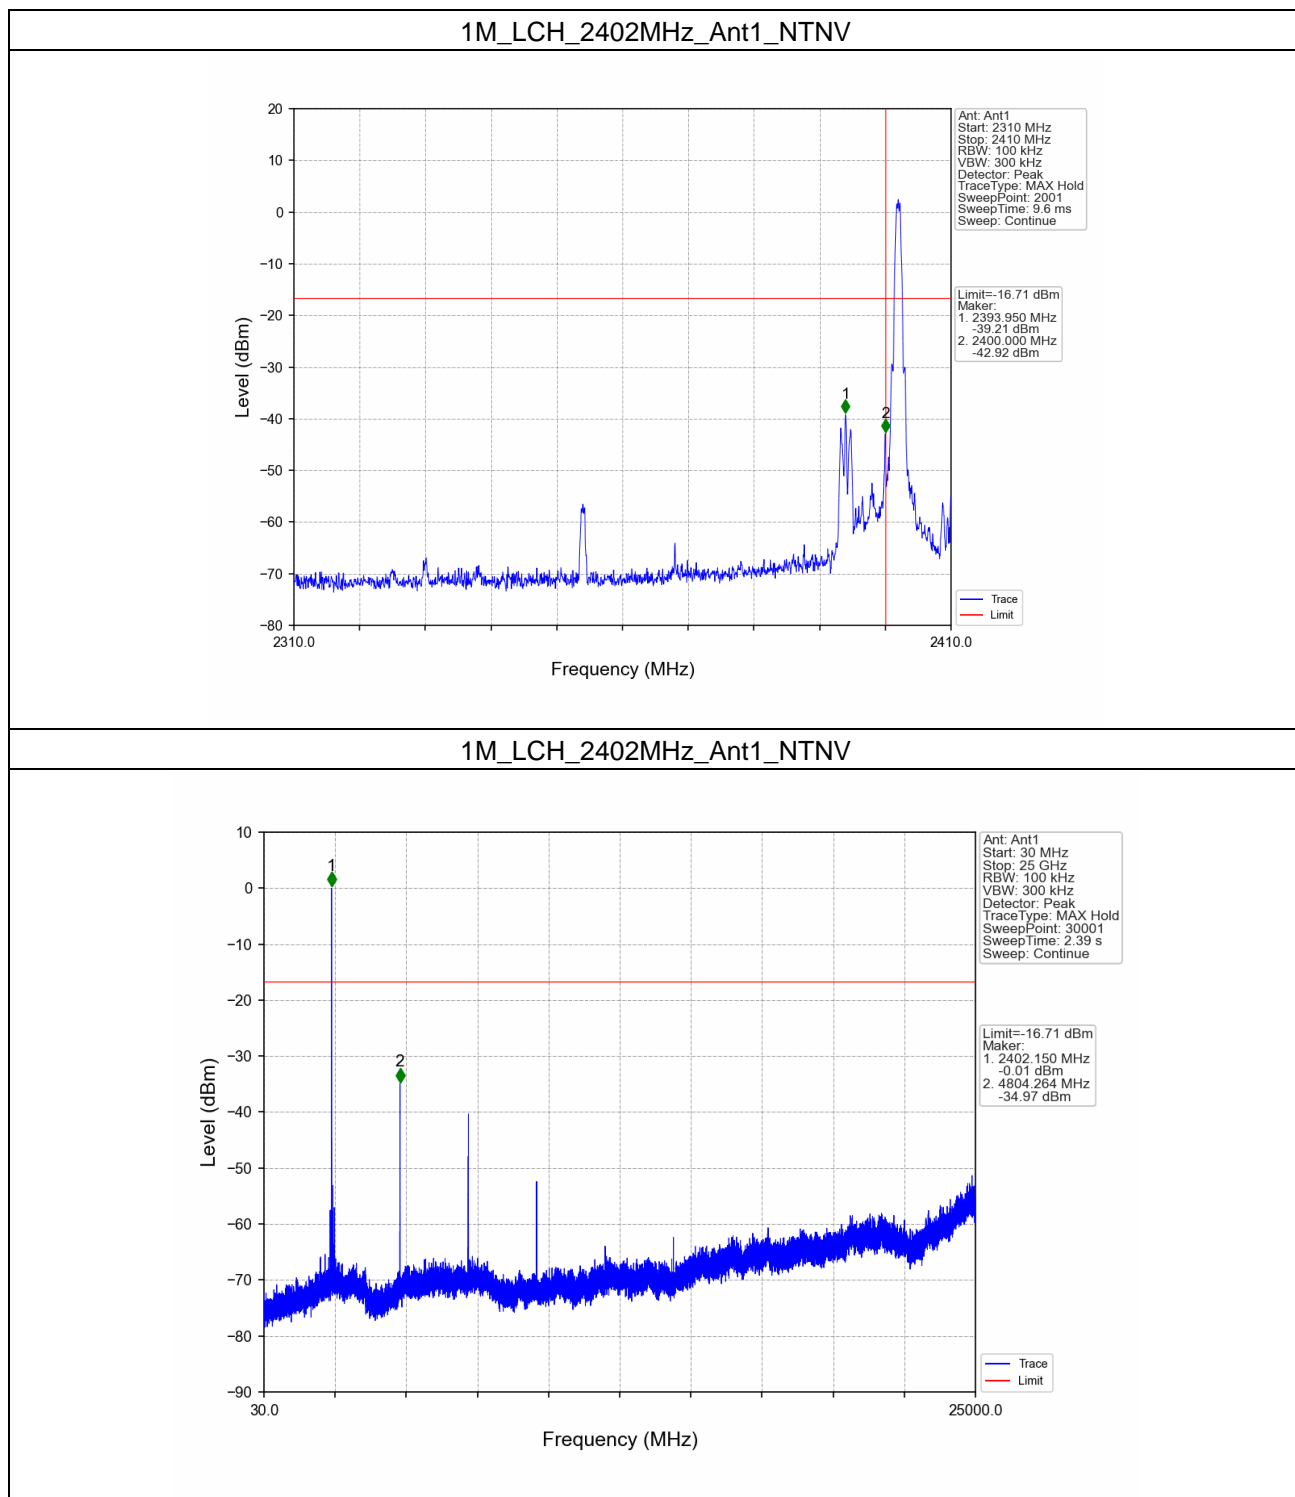 1M_LCH_2402MHz_Ant1_NTNV
20
10
0
−10
−20
−30
−40
−50
−60
−70
−80
Level (dBm)
2310.0
2410.0
Frequency (MHz)
1
2
Ant: Ant1
Start: 2310 MHz
Stop: 2410 MHz
RBW: 100 kHz
VBW: 300 kHz
Detector: Peak
TraceType: MAX Hold
SweepPoint: 2001
SweepTime: 9.6 ms
Sweep: Continue
Limit=-16.71 dBm
Maker:
1. 2393.950 MHz
-39.21 dBm
2. 2400.000 MHz
-42.92 dBm
Trace
Limit
1M_LCH_2402MHz_Ant1_NTNV
10
0
−10
−20
−30
−40
−50
−60
−70
−80
−90
Level (dBm)
30.0
25000.0
Frequency (MHz)
1
2
Ant: Ant1
Start: 30 MHz
Stop: 25 GHz
RBW: 100 kHz
VBW: 300 kHz
Detector: Peak
TraceType: MAX Hold
SweepPoint: 30001
SweepTime: 2.39 s
Sweep: Continue
Limit=-16.71 dBm
Maker:
1. 2402.150 MHz
-0.01 dBm
2. 4804.264 MHz
-34.97 dBm
Trace
Limit